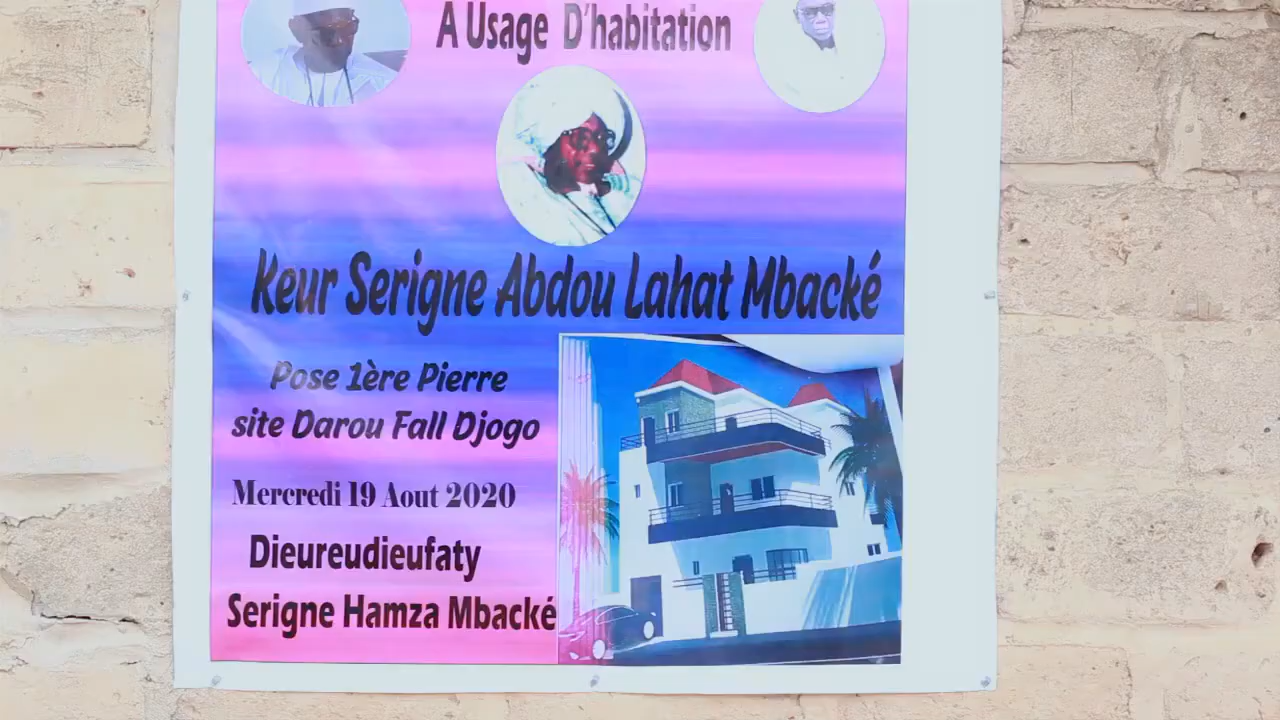 A Usage D'habitation
Keur Serigne Abdou Lahat Mbacké
Pose 1ère Pierre
site Darou Fall Djogo
Mercredi 19 Aout 2020
Dieureudieufaty
Serigne Hamza Mbacké